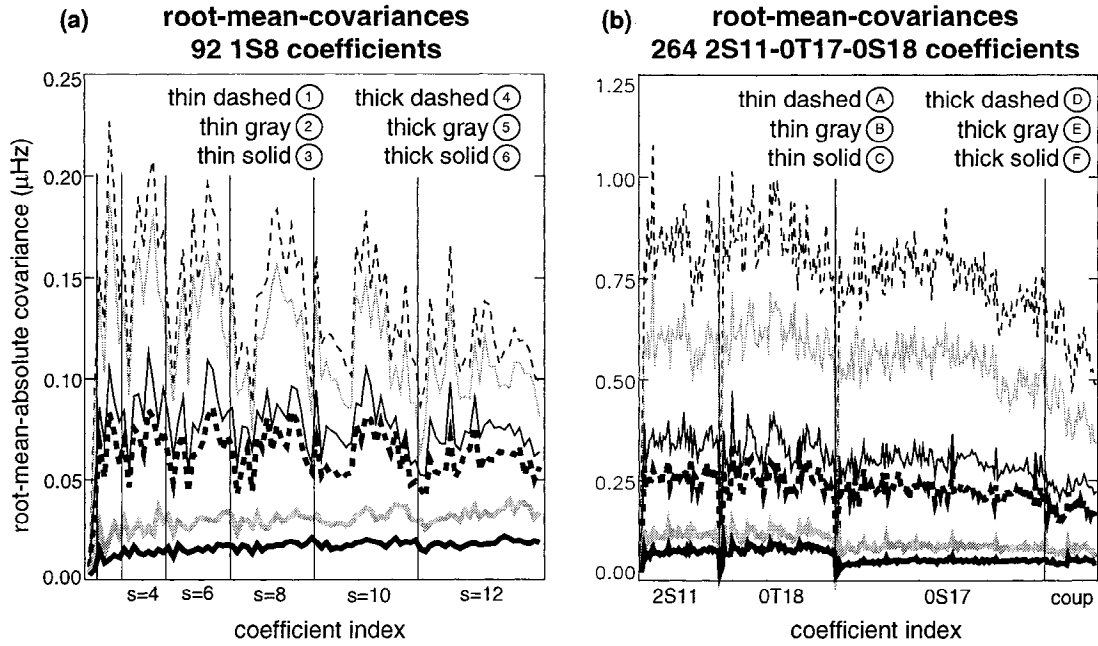 (a)
root-mean-covariances
92 1S8 coefficients
root-mean-absolute covariance (μHz)
0.25
0.20
0.15
0.10
0.05
0.00
thin dashed 1
thin gray 2
thin solid 3
thick dashed 4
thick gray 5
thick solid 6
s=4 s=6 s=8 s=10 s=12
coefficient index
(b)
root-mean-covariances
264 2S11-0T17-0S18 coefficients
1.25
1.00
0.75
0.50
0.25
0.00
thin dashed A
thin gray B
thin solid C
thick dashed D
thick gray E
thick solid F
2S11 0T18 0S17 coup
coefficient index